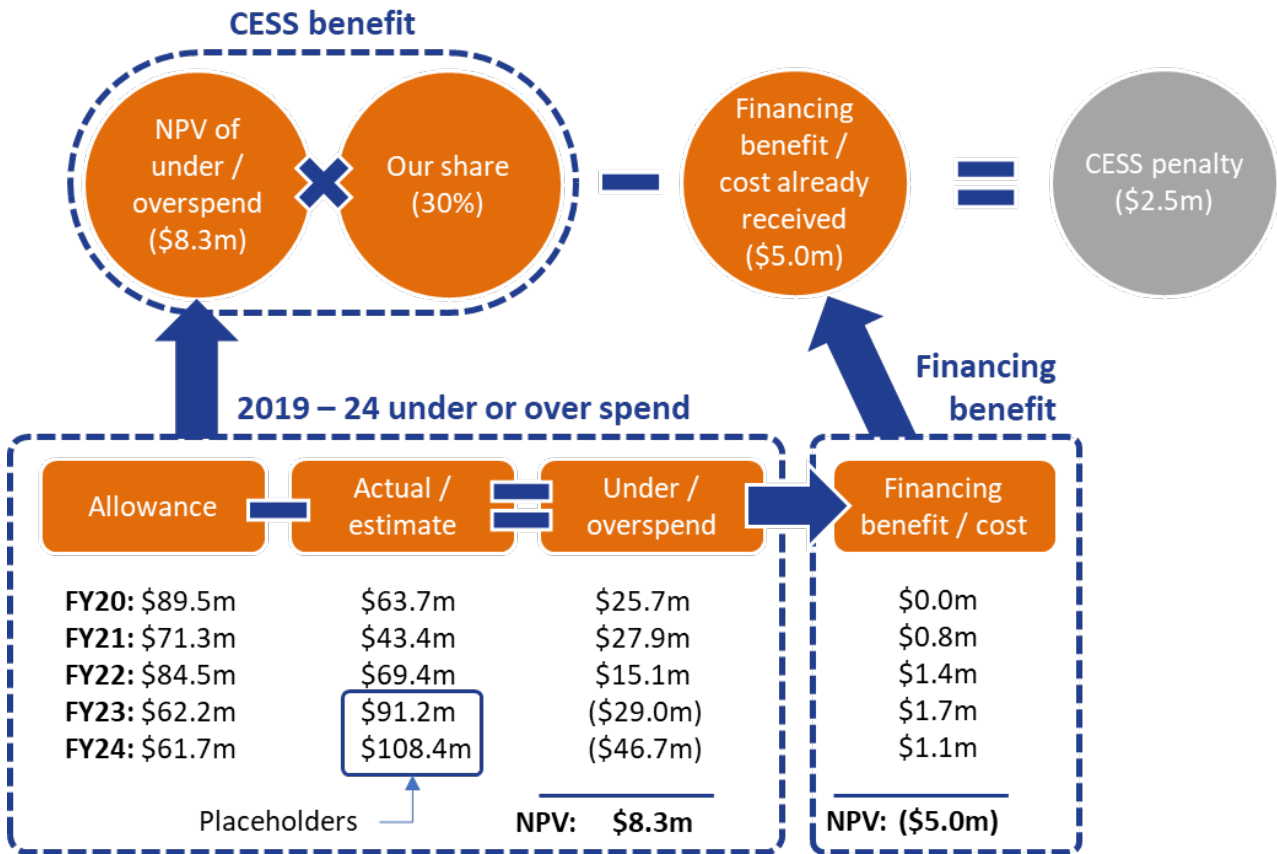 CESS benefit
NPV of
under /
overspend
($8.3m)
Our share
(30%)
Financing
benefit /
cost already
received
($5.0m)
CESS penalty
($2.5m)
Financing
benefit
2019 – 24 under or over spend
Allowance
Actual /
estimate
Under /
overspend
Financing
benefit / cost
FY20: $89.5m $63.7m $25.7m $0.0m
FY21: $71.3m $43.4m $27.9m $0.8m
FY22: $84.5m $69.4m $15.1m $1.4m
FY23: $62.2m $91.2m ($29.0m) $1.7m
FY24: $61.7m $108.4m ($46.7m) $1.1m
Placeholders
NPV: $8.3m
NPV: ($5.0m)